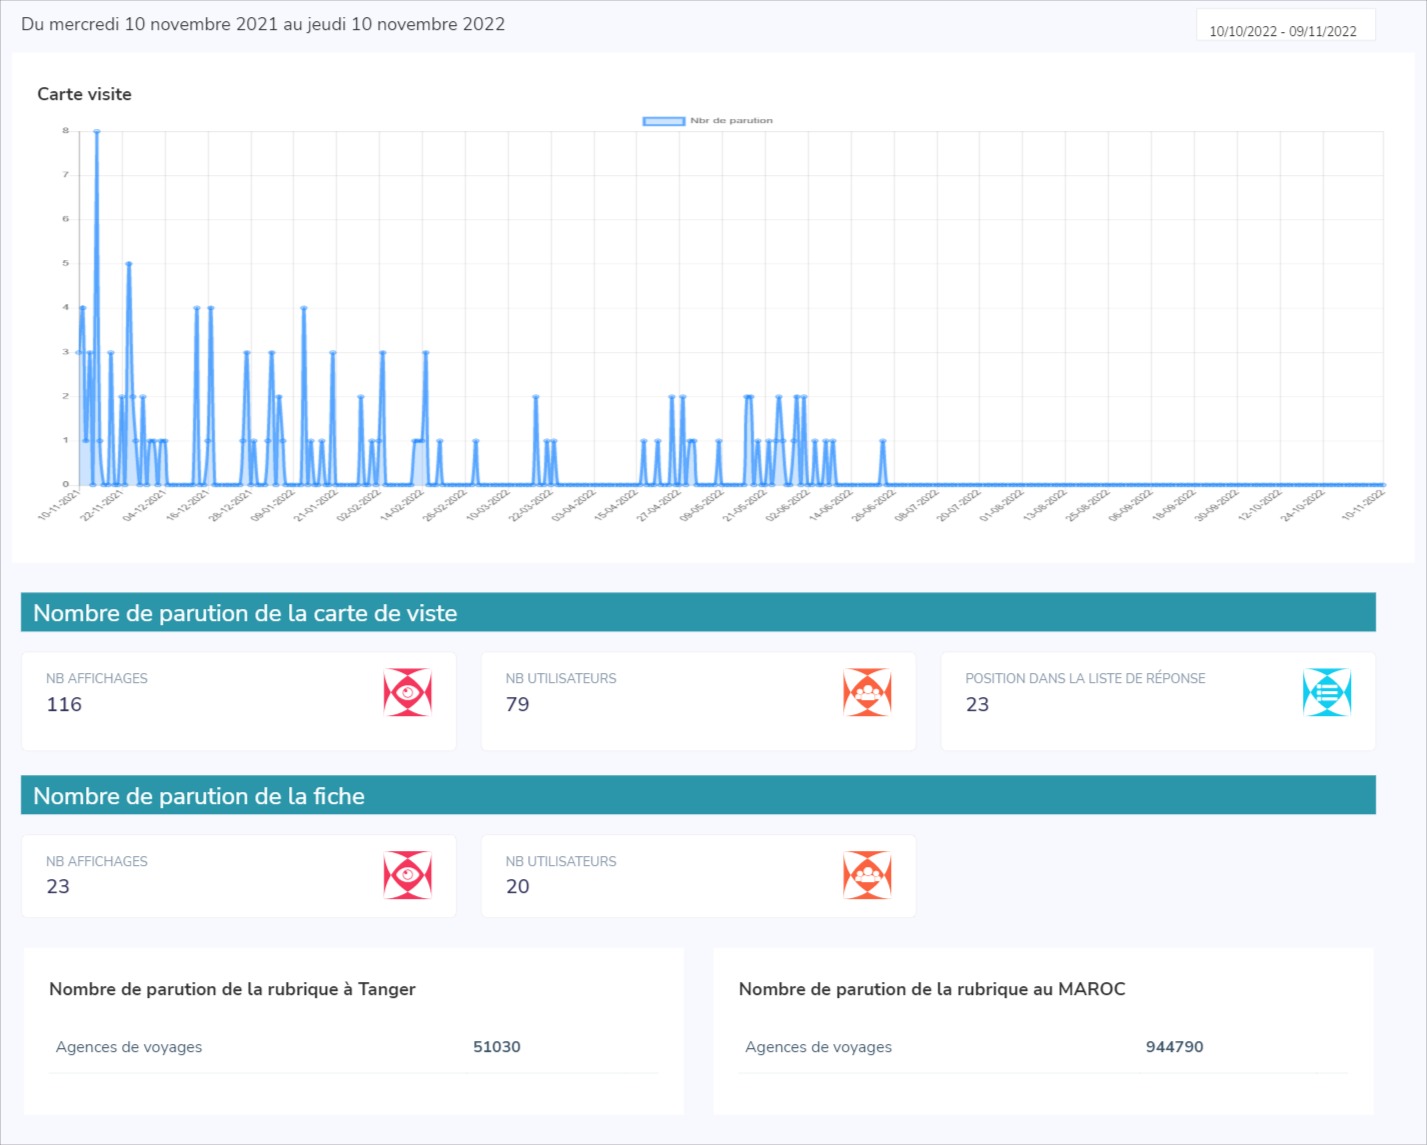 Du mercredi 10 novembre 2021 au jeudi 10 novembre 2022
10/10/2022 - 09/11/2022
Carte visite
Nbr de parution
8
7
6
5
4
3
2
1
0
10-11-2021 22-11-2021 04-12-2021 16-12-2021 28-12-2021 09-01-2022 21-01-2022 02-02-2022 14-02-2022 26-02-2022 10-03-2022 22-03-2022 03-04-2022 15-04-2022 27-04-2022 09-05-2022 21-05-2022 02-06-2022 14-06-2022 26-06-2022 08-07-2022 20-07-2022 01-08-2022 13-08-2022 25-08-2022 06-09-2022 18-09-2022 30-09-2022 12-10-2022 24-10-2022 10-11-2022
Nombre de parution de la carte de viste
NB AFFICHAGES
116
NB UTILISATEURS
79
POSITION DANS LA LISTE DE RÉPONSE
23
Nombre de parution de la fiche
NB AFFICHAGES
23
NB UTILISATEURS
20
Nombre de parution de la rubrique à Tanger
Agences de voyages 51030
Nombre de parution de la rubrique au MAROC
Agences de voyages 944790